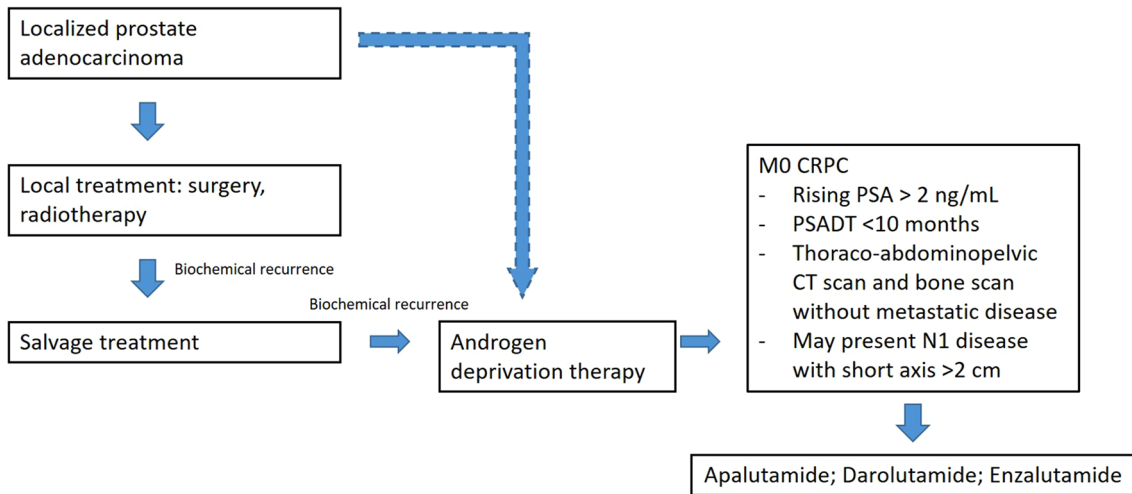 Localized prostate
adenocarcinoma
Local treatment: surgery,
radiotherapy
Biochemical recurrence
Salvage treatment
Biochemical recurrence
Androgen
deprivation therapy
M0 CRPC
- Rising PSA > 2 ng/mL
- PSADT <10 months
- Thoraco-abdominopelvic
CT scan and bone scan
without metastatic disease
- May present N1 disease
with short axis >2 cm
Apalutamide; Darolutamide; Enzalutamide